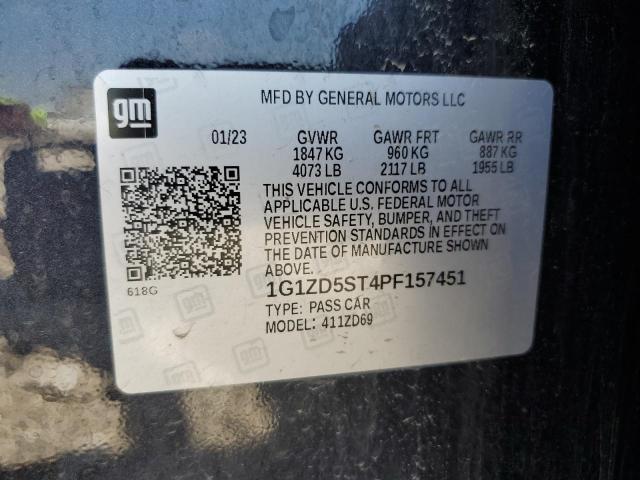 gm
MFD BY GENERAL MOTORS LLC
01/23 GVWR GAWR FRT GAWR RR
1847 KG 960 KG 887 KG
4073 LB 2117 LB 1955 LB
THIS VEHICLE CONFORMS TO ALL
APPLICABLE U.S. FEDERAL MOTOR
VEHICLE SAFETY, BUMPER, AND THEFT
PREVENTION STANDARDS IN EFFECT ON
THE DATE OF MANUFACTURE SHOWN
ABOVE.
618G
1G1ZD5ST4PF157451
TYPE: PASS CAR
MODEL: 411ZD69